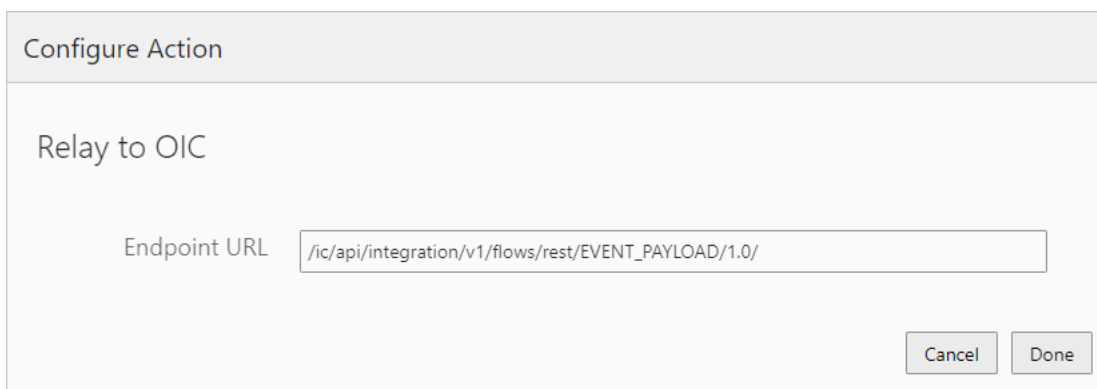 Configure Action
Relay to OIC
Endpoint URL /ic/api/integration/v1/flows/rest/EVENT_PAYLOAD/1.0/
Cancel Done